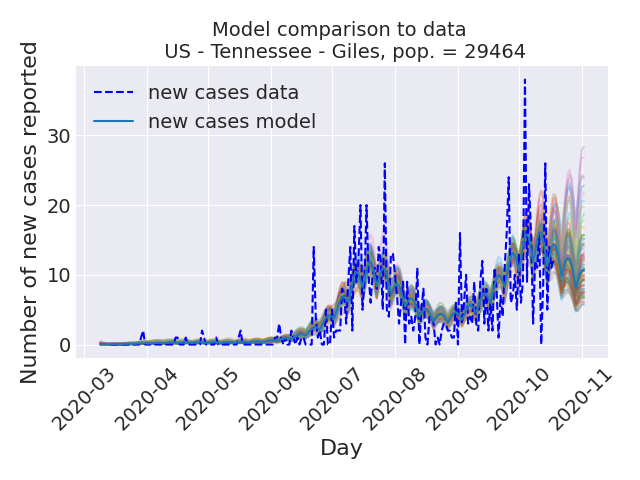 Model comparison to data
US - Tennessee - Giles, pop. = 29464
new cases data
new cases model
Number of new cases reported
30
20
10
0
2020-03
2020-04
2020-05
2020-06
2020-07
2020-08
2020-09
2020-10
2020-11
Day